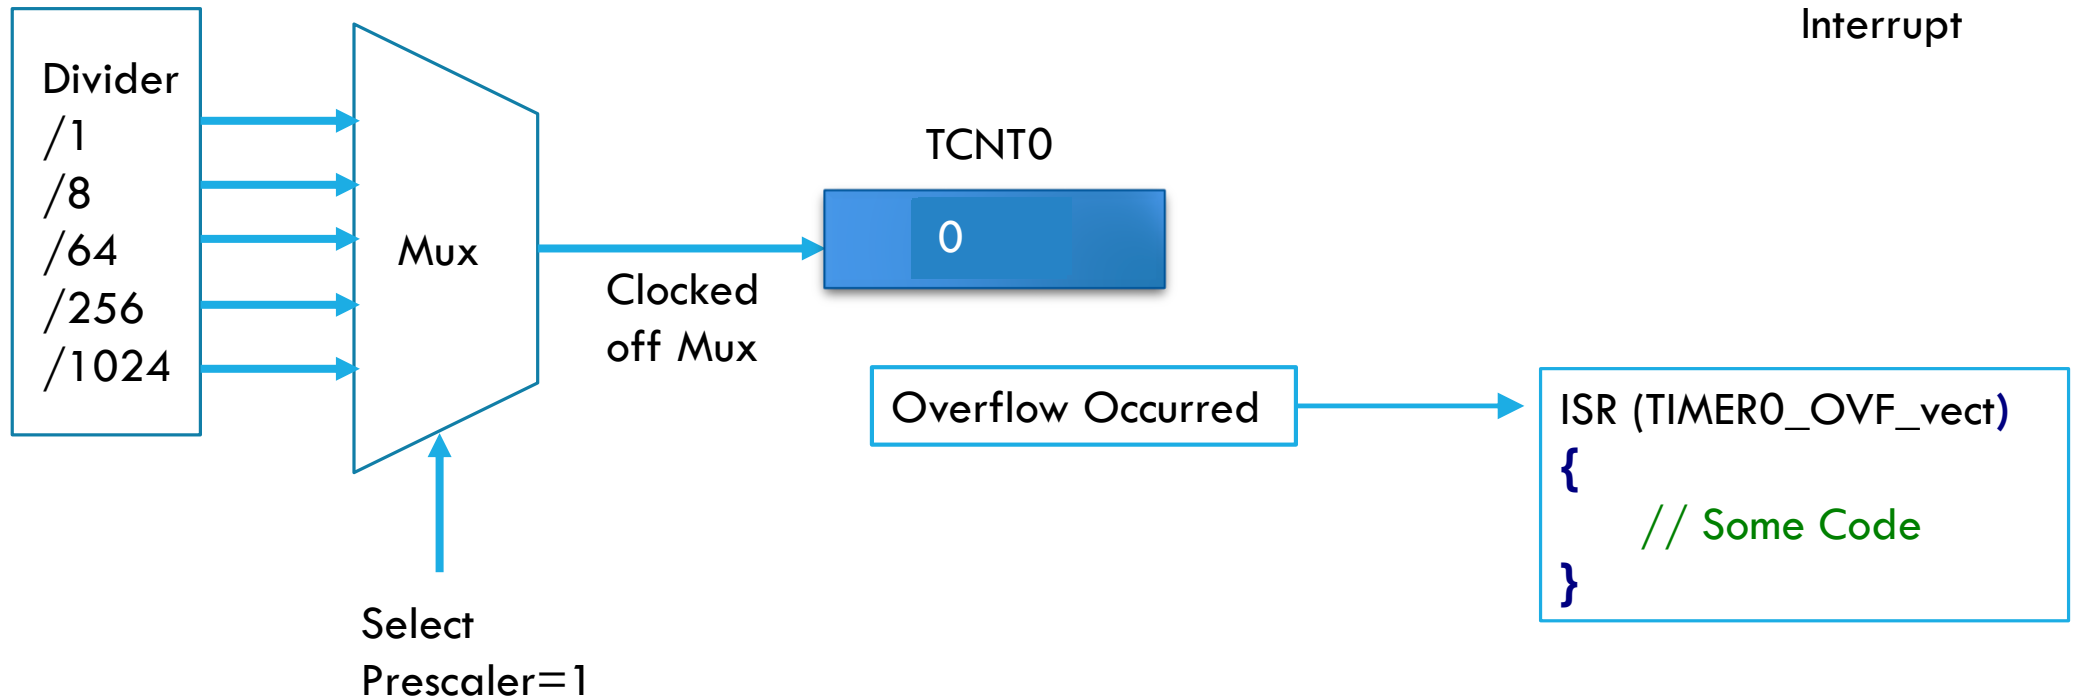 Interrupt
Divider
/1
/8
/64
/256
/1024
Mux
TCNT0
0
Clocked
off Mux
Overflow Occurred
ISR (TIMER0_OVF_vect)
{
// Some Code
}
Select
Prescaler=1